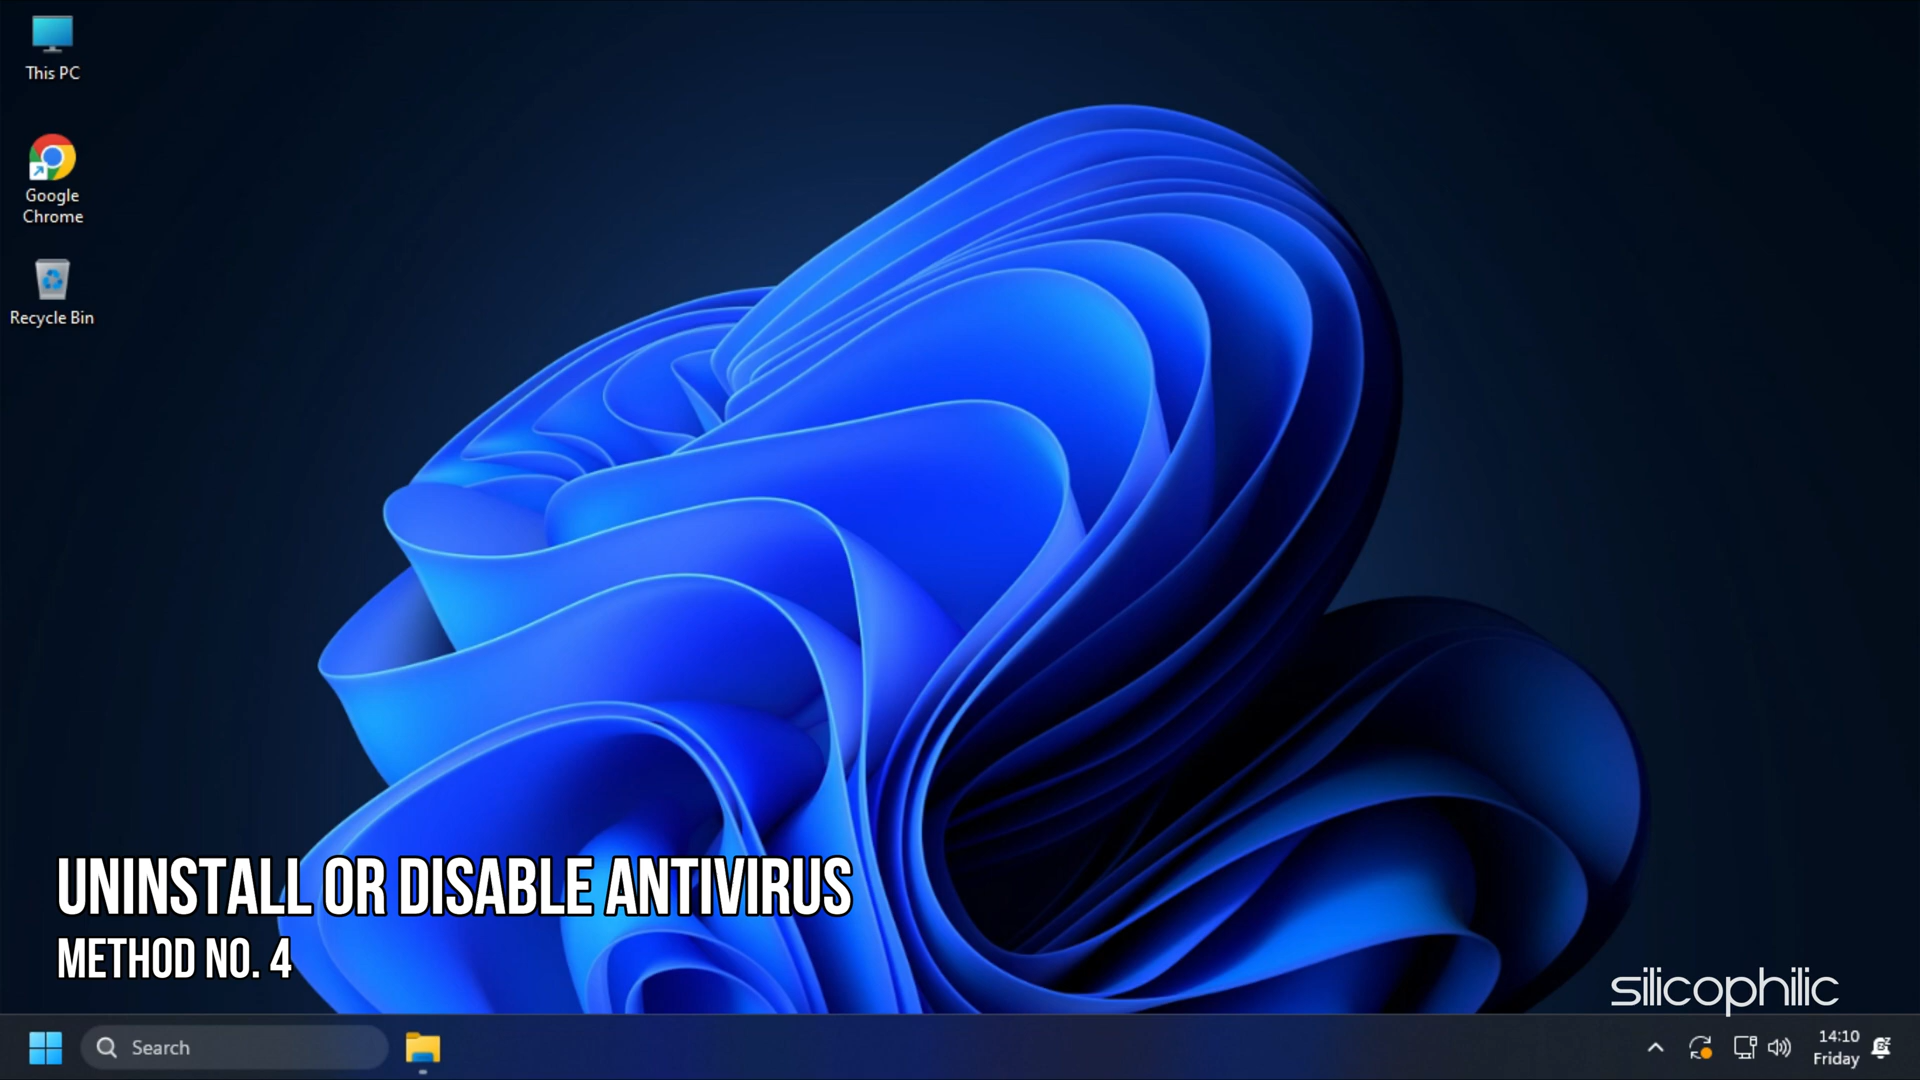 This PC
Google
Chrome
Recycle Bin
UNINSTALL OR DISABLE ANTIVIRUS
METHOD NO. 4
silicophilic
Search
14:10
Friday